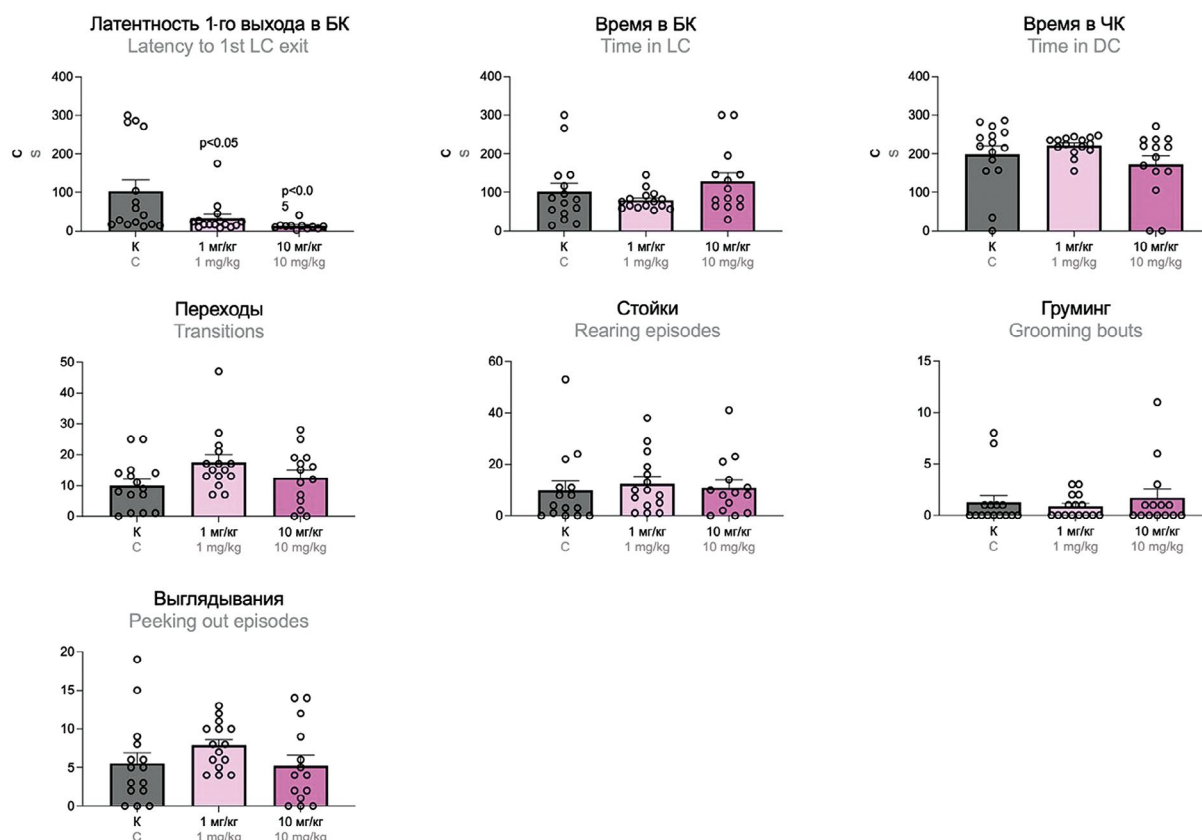 Латентность 1-го выхода в БК
Latency to 1st LC exit
400
300
200
100
0
с
s
p<0.05
p<0.0
5
К
C
1 мг/кг
1 mg/kg
10 мг/кг
10 mg/kg
Время в БК
Time in LC
400
300
200
100
0
с
s
К
C
1 мг/кг
1 mg/kg
10 мг/кг
10 mg/kg
Время в ЧК
Time in DC
400
300
200
100
0
с
s
К
C
1 мг/кг
1 mg/kg
10 мг/кг
10 mg/kg
Переходы
Transitions
50
40
30
20
10
0
К
C
1 мг/кг
1 mg/kg
10 мг/кг
10 mg/kg
Стойки
Rearing episodes
60
40
20
0
К
C
1 мг/кг
1 mg/kg
10 мг/кг
10 mg/kg
Груминг
Grooming bouts
15
10
5
0
К
C
1 мг/кг
1 mg/kg
10 мг/кг
10 mg/kg
Выглядывания
Peeking out episodes
20
15
10
5
0
К
C
1 мг/кг
1 mg/kg
10 мг/кг
10 mg/kg